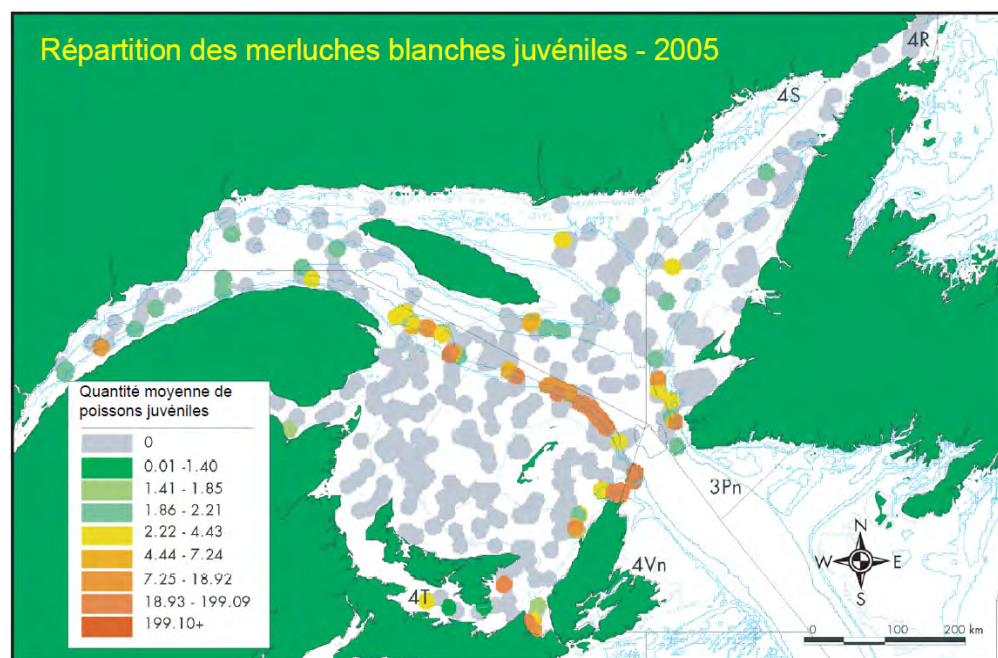 Répartition des merluches blanches juvéniles - 2005
4R
4S
Quantité moyenne de
poissons juvéniles
0
0.01 -1.40
1.41 - 1.85
1.86 - 2.21
2.22 - 4.43
4.44 - 7.24
7.25 - 18.92
18.93 - 199.09
199.10+
3Pn
4Vn
4T
N
W E
S
0 100 200 km